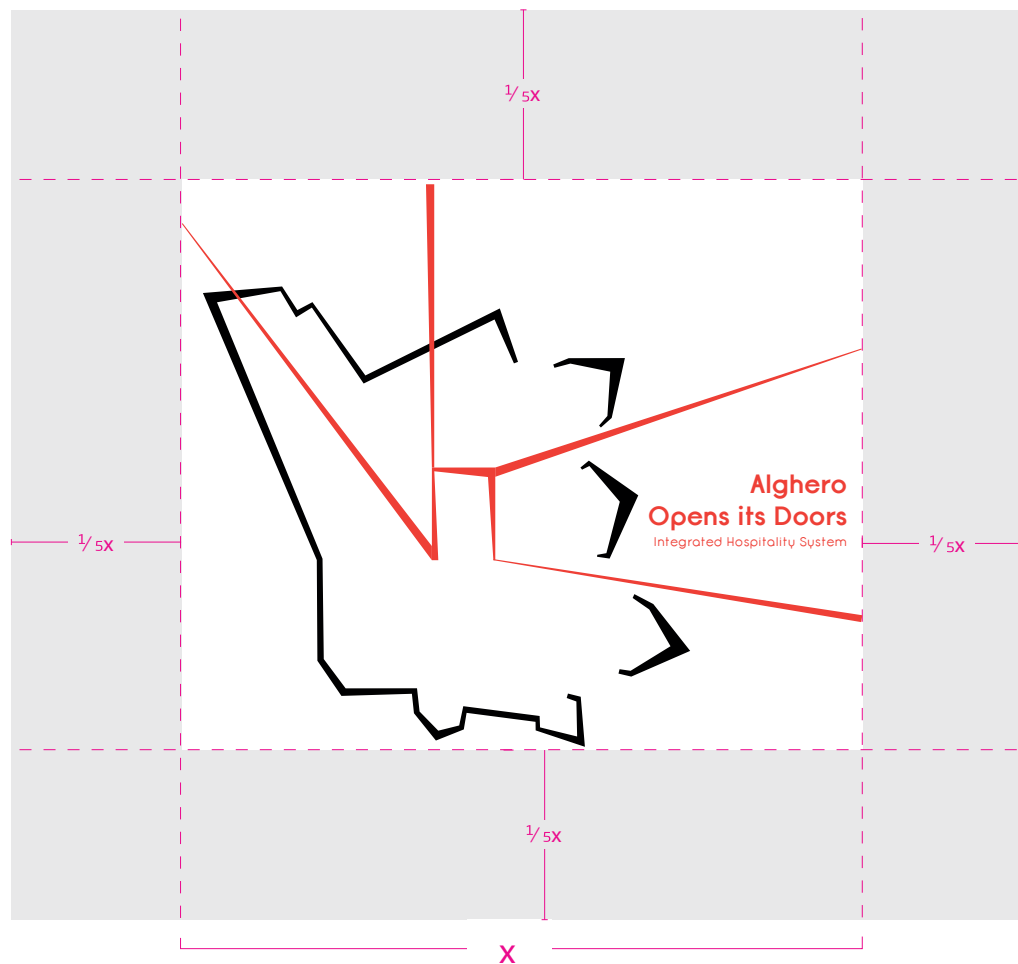 1/5x
Alghero
Opens its Doors
Integrated Hospitality System
1/5x
1/5x
1/5x
x